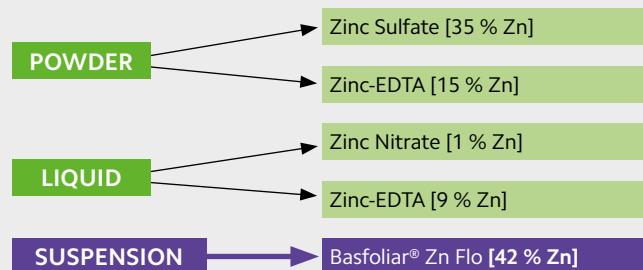 POWDER
Zinc Sulfate [35 % Zn]
Zinc-EDTA [15 % Zn]
LIQUID
Zinc Nitrate [1 % Zn]
Zinc-EDTA [9 % Zn]
SUSPENSION
Basfoliar® Zn Flo [42 % Zn]